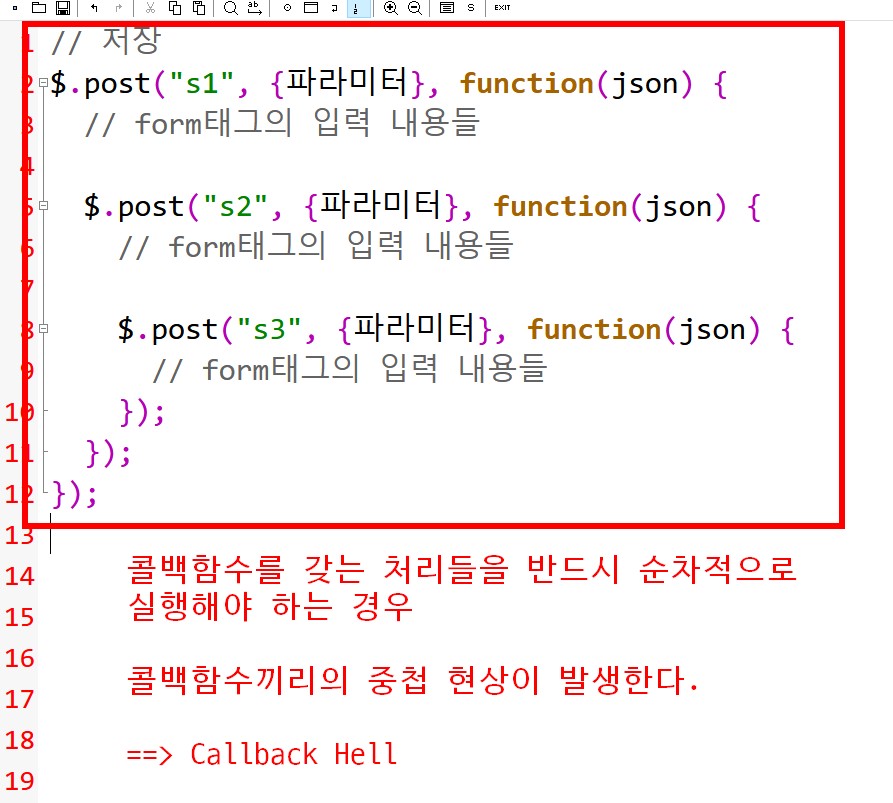 EXIT
1 // 저장
2 $.post("s1", {파라미터}, function(json) {
3 // form태그의 입력 내용들
4
5 $.post("s2", {파라미터}, function(json) {
6 // form태그의 입력 내용들
7
8 $.post("s3", {파라미터}, function(json) {
9 // form태그의 입력 내용들
10 });
11 });
12 });
13
14 콜백함수를 갖는 처리들을 반드시 순차적으로
15 실행해야 하는 경우
16
17 콜백함수끼리의 중첩 현상이 발생한다.
18 ==> Callback Hell
19